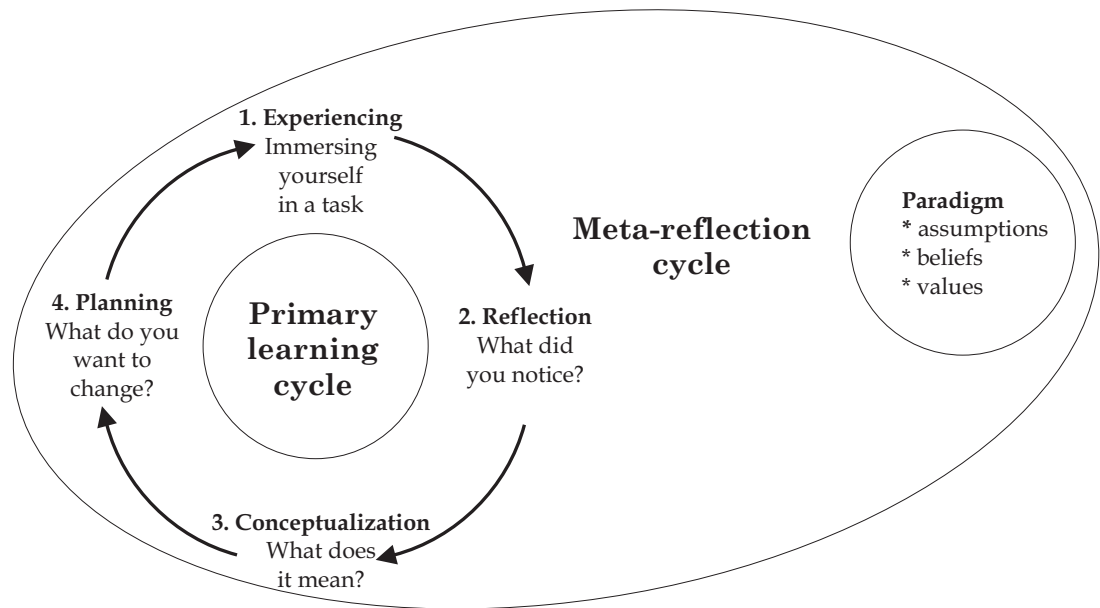 1. Experiencing
Immersing
yourself
in a task
Meta-reflection
cycle
Paradigm
* assumptions
* beliefs
* values
4. Planning
What do you
want to
change?
Primary
learning
cycle
2. Reflection
What did
you notice?
3. Conceptualization
What does
it mean?